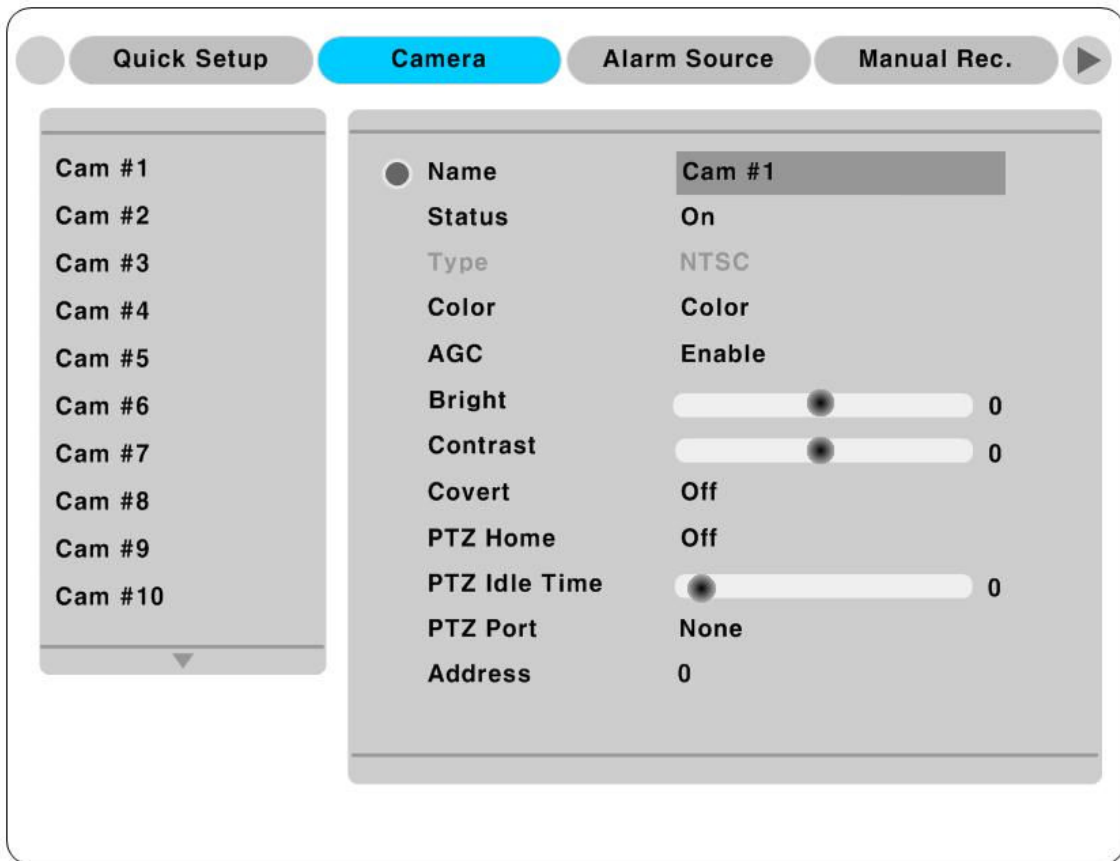 Quick Setup Camera Alarm Source Manual Rec.
Cam #1
Cam #2
Cam #3
Cam #4
Cam #5
Cam #6
Cam #7
Cam #8
Cam #9
Cam #10
Name Cam #1
Status On
Type NTSC
Color Color
AGC Enable
Bright 0
Contrast 0
Covert Off
PTZ Home Off
PTZ Idle Time 0
PTZ Port None
Address 0